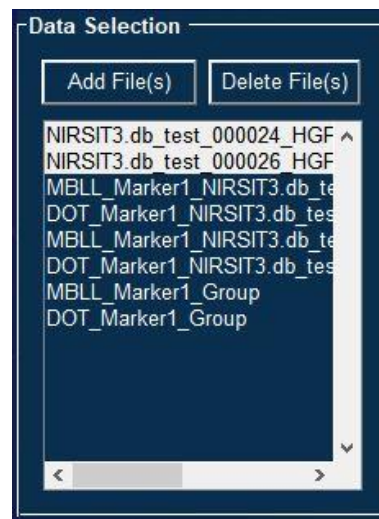 Data Selection
Add File(s) Delete File(s)
NIRSIT3.db_test_000024_HGF
NIRSIT3.db_test_000026_HGF
MBLL_Marker1_NIRSIT3.db_te
DOT_Marker1_NIRSIT3.db_tes
MBLL_Marker1_NIRSIT3.db_te
DOT_Marker1_NIRSIT3.db_tes
MBLL_Marker1_Group
DOT_Marker1_Group